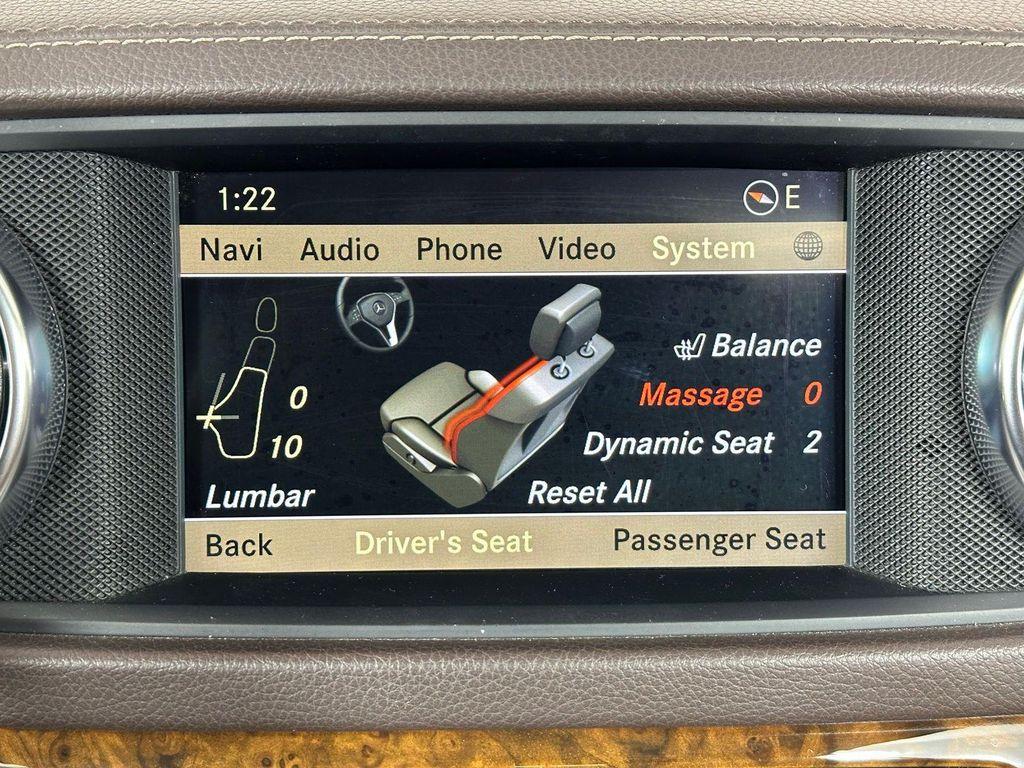 1:22 E
Navi Audio Phone Video System
Balance
Massage 0
0
Dynamic Seat 2
10
Lumbar Reset All
Back Driver's Seat Passenger Seat